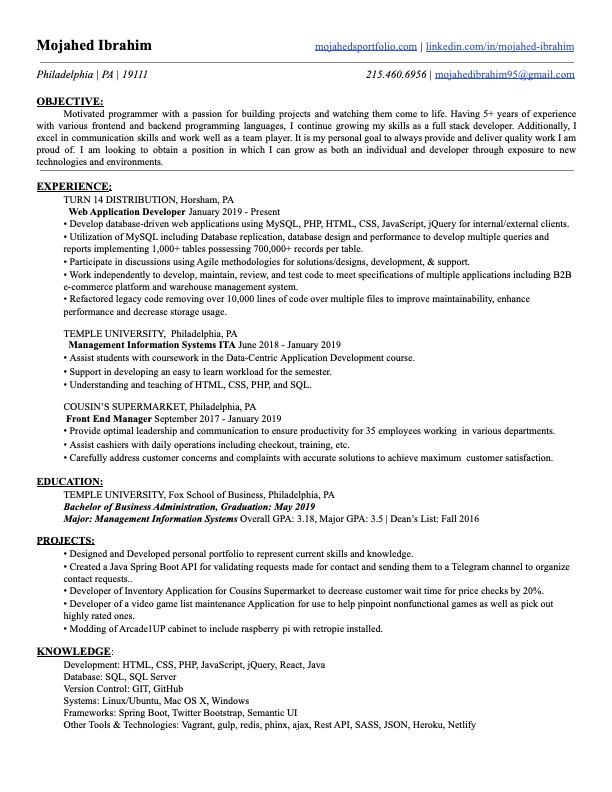 Mojahed Ibrahim mojahedsportfolio.com | linkedin.com/in/mojahed-ibrahim
Philadelphia | PA | 19111 215.460.6956 | mojahedibrahim95@gmail.com
OBJECTIVE:
Motivated programmer with a passion for building projects and watching them come to life. Having 5+ years of experience
with various frontend and backend programming languages, I continue growing my skills as a full stack developer. Additionally, I
excel in communication skills and work well as a team player. It is my personal goal to always provide and deliver quality work I am
proud of. I am looking to obtain a position in which I can grow as both an individual and developer through exposure to new
technologies and environments.
EXPERIENCE:
TURN 14 DISTRIBUTION, Horsham, PA
Web Application Developer January 2019 - Present
• Develop database-driven web applications using MySQL, PHP, HTML, CSS, JavaScript, jQuery for internal/external clients.
• Utilization of MySQL including Database replication, database design and performance to develop multiple queries and
reports implementing 1,000+ tables possessing 700,000+ records per table.
• Participate in discussions using Agile methodologies for solutions/designs, development, & support.
• Work independently to develop, maintain, review, and test code to meet specifications of multiple applications including B2B
e-commerce platform and warehouse management system.
• Refactored legacy code removing over 10,000 lines of code over multiple files to improve maintainability, enhance
performance and decrease storage usage.
TEMPLE UNIVERSITY, Philadelphia, PA
Management Information Systems ITA June 2018 - January 2019
• Assist students with coursework in the Data-Centric Application Development course.
• Support in developing an easy to learn workload for the semester.
• Understanding and teaching of HTML, CSS, PHP, and SQL.
COUSIN'S SUPERMARKET, Philadelphia, PA
Front End Manager September 2017 - January 2019
• Provide optimal leadership and communication to ensure productivity for 35 employees working in various departments.
• Assist cashiers with daily operations including checkout, training, etc.
• Carefully address customer concerns and complaints with accurate solutions to achieve maximum customer satisfaction.
EDUCATION:
TEMPLE UNIVERSITY, Fox School of Business, Philadelphia, PA
Bachelor of Business Administration, Graduation: May 2019
Major: Management Information Systems Overall GPA: 3.18, Major GPA: 3.5 | Dean's List: Fall 2016
PROJECTS:
• Designed and Developed personal portfolio to represent current skills and knowledge.
• Created a Java Spring Boot API for validating requests made for contact and sending them to a Telegram channel to organize
contact requests..
• Developer of Inventory Application for Cousins Supermarket to decrease customer wait time for price checks by 20%.
• Developer of a video game list maintenance Application for use to help pinpoint nonfunctional games as well as pick out
highly rated ones.
• Modding of Arcade1UP cabinet to include raspberry pi with retropie installed.
KNOWLEDGE:
Development: HTML, CSS, PHP, JavaScript, jQuery, React, Java
Database: SQL, SQL Server
Version Control: GIT, GitHub
Systems: Linux/Ubuntu, Mac OS X, Windows
Frameworks: Spring Boot, Twitter Bootstrap, Semantic UI
Other Tools & Technologies: Vagrant, gulp, redis, phinx, ajax, Rest API, SASS, JSON, Heroku, Netlify